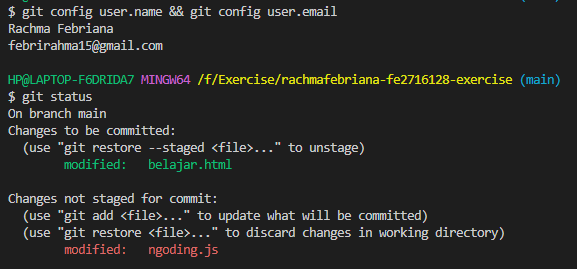 $ git config user.name && git config user.email
Rachma Febriana
febrirahma15@gmail.com
HP@LAPTOP-F6DRIDA7 MINGW64 /f/Exercise/rachmafebriana-fe2716128-exercise (main)
$ git status
On branch main
Changes to be committed:
  (use "git restore --staged <file>..." to unstage)
        modified:   belajar.html
Changes not staged for commit:
  (use "git add <file>..." to update what will be committed)
  (use "git restore <file>..." to discard changes in working directory)
        modified:   ngoding.js